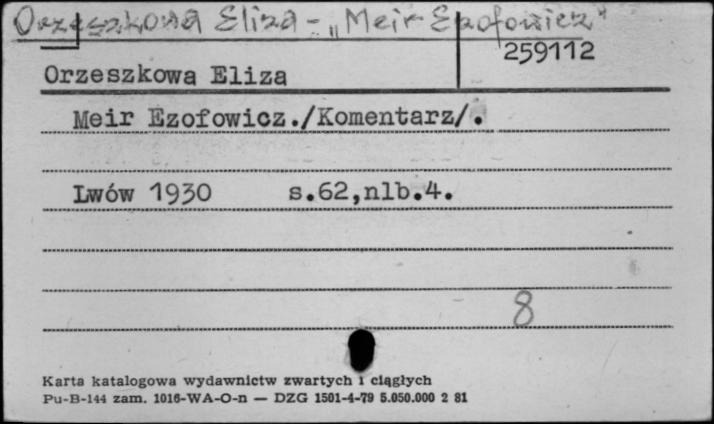 Orzeszkowa Eliza - „Meir Ezofowicz"
259112
Orzeszkowa Eliza
Meir Ezofowicz./Komentarz/.
Lwów 1930 s.62,nlb.4.
8
Karta katalogowa wydawnictw zwartych i ciągłych
Pu-B-144 zam. 1016-WA-O-n — DZG 1501-4-79 5.050.000 2 81